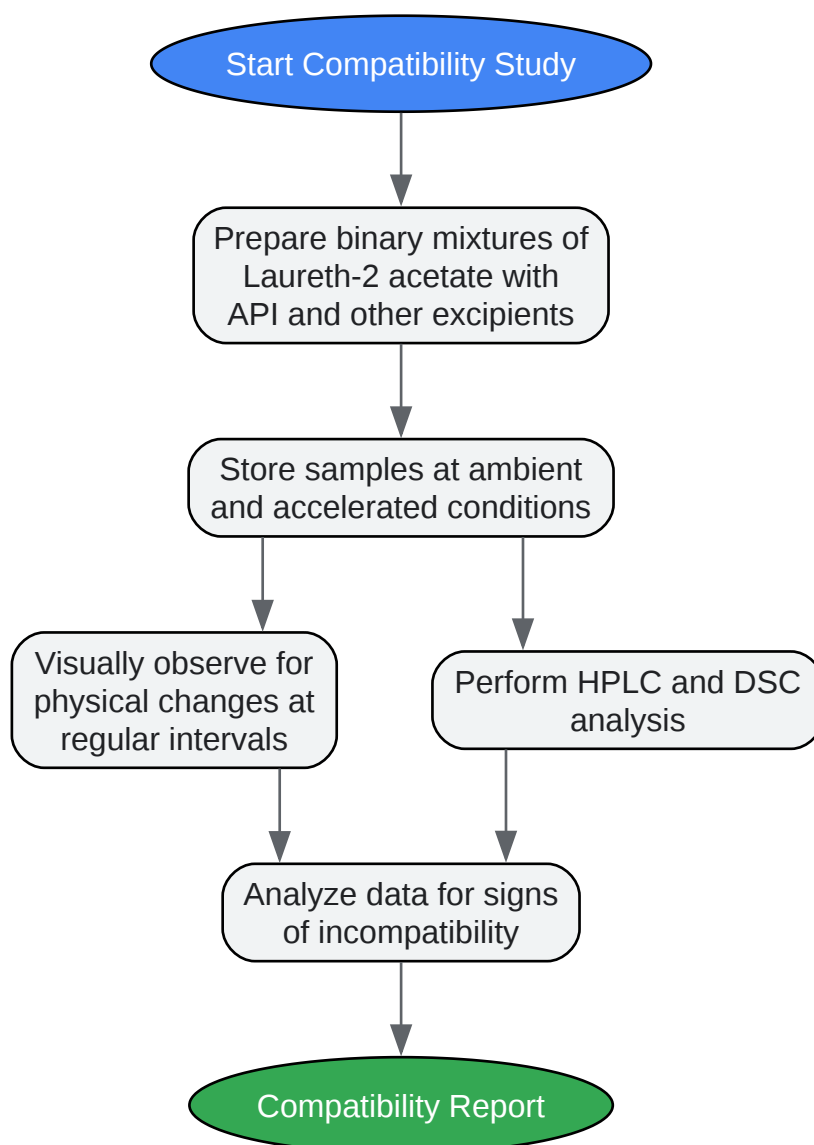 Start Compatibility Study
Prepare binary mixtures of
Laureth-2 acetate with
API and other excipients
Store samples at ambient
and accelerated conditions
Visually observe for
physical changes at
regular intervals
Perform HPLC and DSC
analysis
Analyze data for signs
of incompatibility
Compatibility Report